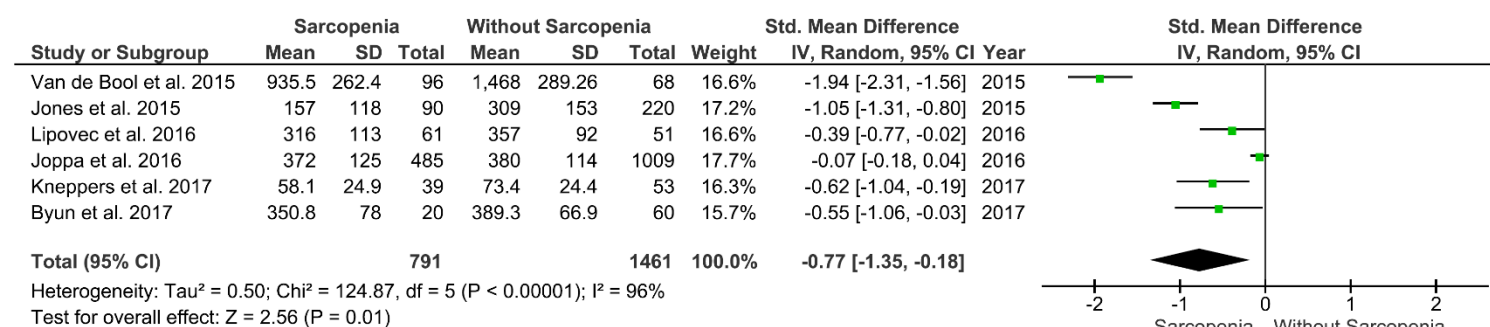 Sarcopenia Without Sarcopenia Std. Mean Difference Std. Mean Difference
Study or Subgroup Mean SD Total Mean SD Total Weight IV, Random, 95% CI Year IV, Random, 95% CI
Van de Bool et al. 2015 935.5 262.4 96 1,468 289.26 68 16.6% -1.94 [-2.31, -1.56] 2015
Jones et al. 2015 157 118 90 309 153 220 17.2% -1.05 [-1.31, -0.80] 2015
Lipovec et al. 2016 316 113 61 357 92 51 16.6% -0.39 [-0.77, -0.02] 2016
Joppa et al. 2016 372 125 485 380 114 1009 17.7% -0.07 [-0.18, 0.04] 2016
Kneppers et al. 2017 58.1 24.9 39 73.4 24.4 53 16.3% -0.62 [-1.04, -0.19] 2017
Byun et al. 2017 350.8 78 20 389.3 66.9 60 15.7% -0.55 [-1.06, -0.03] 2017
Total (95% CI) 791 1461 100.0% -0.77 [-1.35, -0.18]
Heterogeneity: Tau² = 0.50; Chi² = 124.87, df = 5 (P < 0.00001); I² = 96%
Test for overall effect: Z = 2.56 (P = 0.01)
-2 -1 0 1 2
Sarcopenia Without Sarcopenia